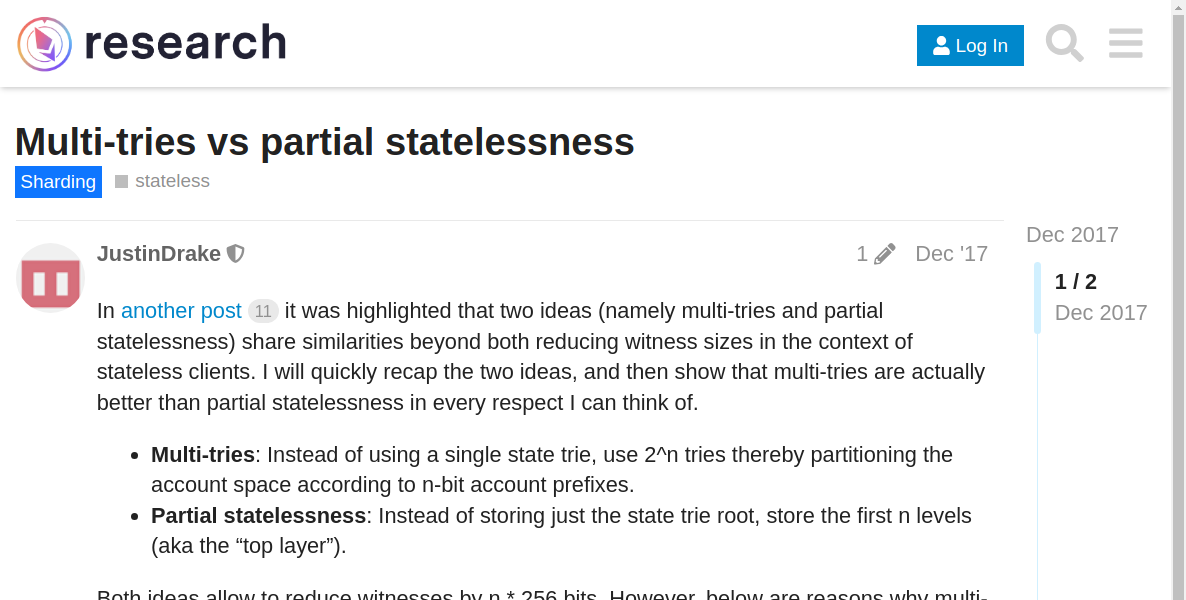 research
Log In
Multi-tries vs partial statelessness
Sharding
stateless
JustinDrake
1
Dec '17
Dec 2017
1 / 2
Dec 2017
In another post 11 it was highlighted that two ideas (namely multi-tries and partial
statelessness) share similarities beyond both reducing witness sizes in the context of
stateless clients. I will quickly recap the two ideas, and then show that multi-tries are actually
better than partial statelessness in every respect I can think of.
• Multi-tries: Instead of using a single state trie, use 2^n tries thereby partitioning the
account space according to n-bit account prefixes.
• Partial statelessness: Instead of storing just the state trie root, store the first n levels
(aka the “top layer”).
Both ideas allow to reduce witnesses by n * 256 bits. However, below are reasons why multi-